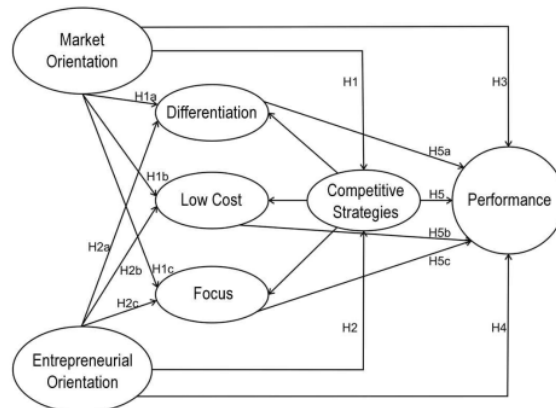 Market
Orientation
H3
H1
H1a
Differentiation
H5a
H1b
Low Cost
Competitive
Strategies
H5
Performance
H2a
H5b
H2b
H1c
H5c
Focus
H2c
H2
H4
Entrepreneurial
Orientation